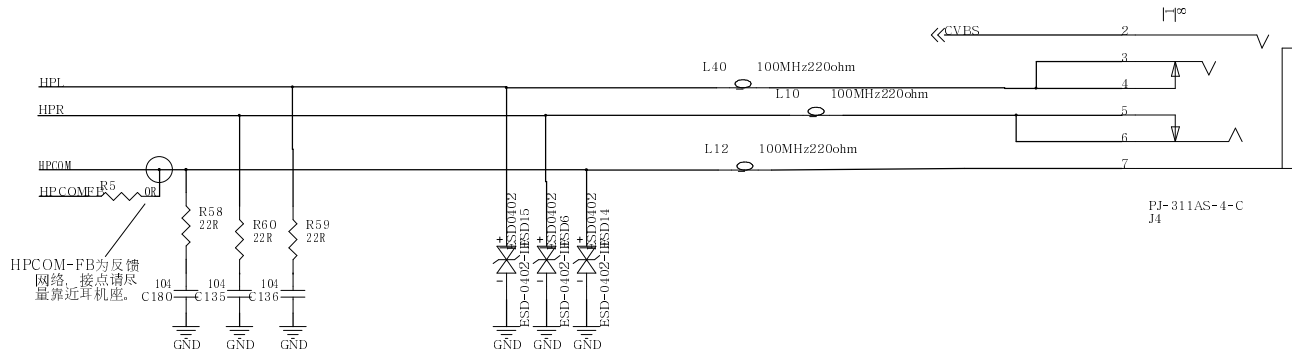 CVBS
2
3
4
5
6
7
L40 100MHz220ohm
L10 100MHz220ohm
L12 100MHz220ohm
HPL
HPR
HPCOM
HPCOMFB
R5
0R
R58
22R
R60
22R
R59
22R
ESD0402
ESD-0402-IP
ESD15
ESD0402
ESD-0402-IP
ESD6
ESD0402
ESD-0402-IP
ESD14
+
-
+
-
+
-
PJ-311AS-4-C
J4
HPCOM-FB为反馈
网络，接点请尽
量靠近耳机座。
104
C180
104
C135
104
C136
GND
GND
GND
GND
GND
GND